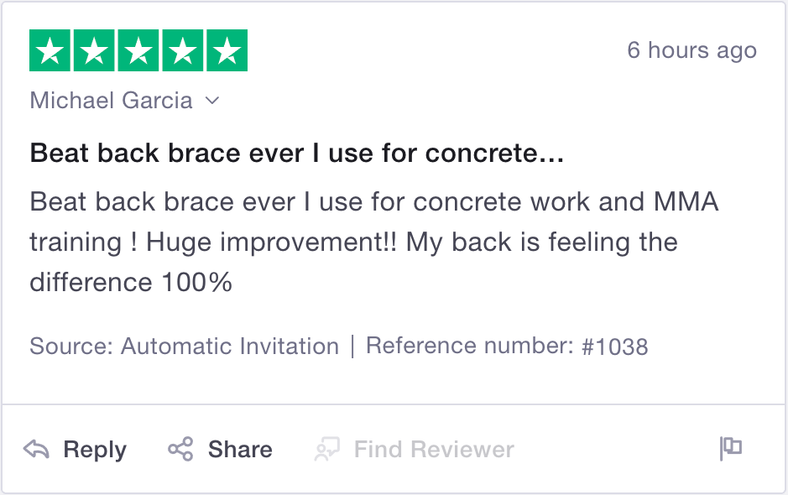 6 hours ago
Michael Garcia
Beat back brace ever I use for concrete...
Beat back brace ever I use for concrete work and MMA
training ! Huge improvement!! My back is feeling the
difference 100%
Source: Automatic Invitation | Reference number: #1038
Reply Share Find Reviewer